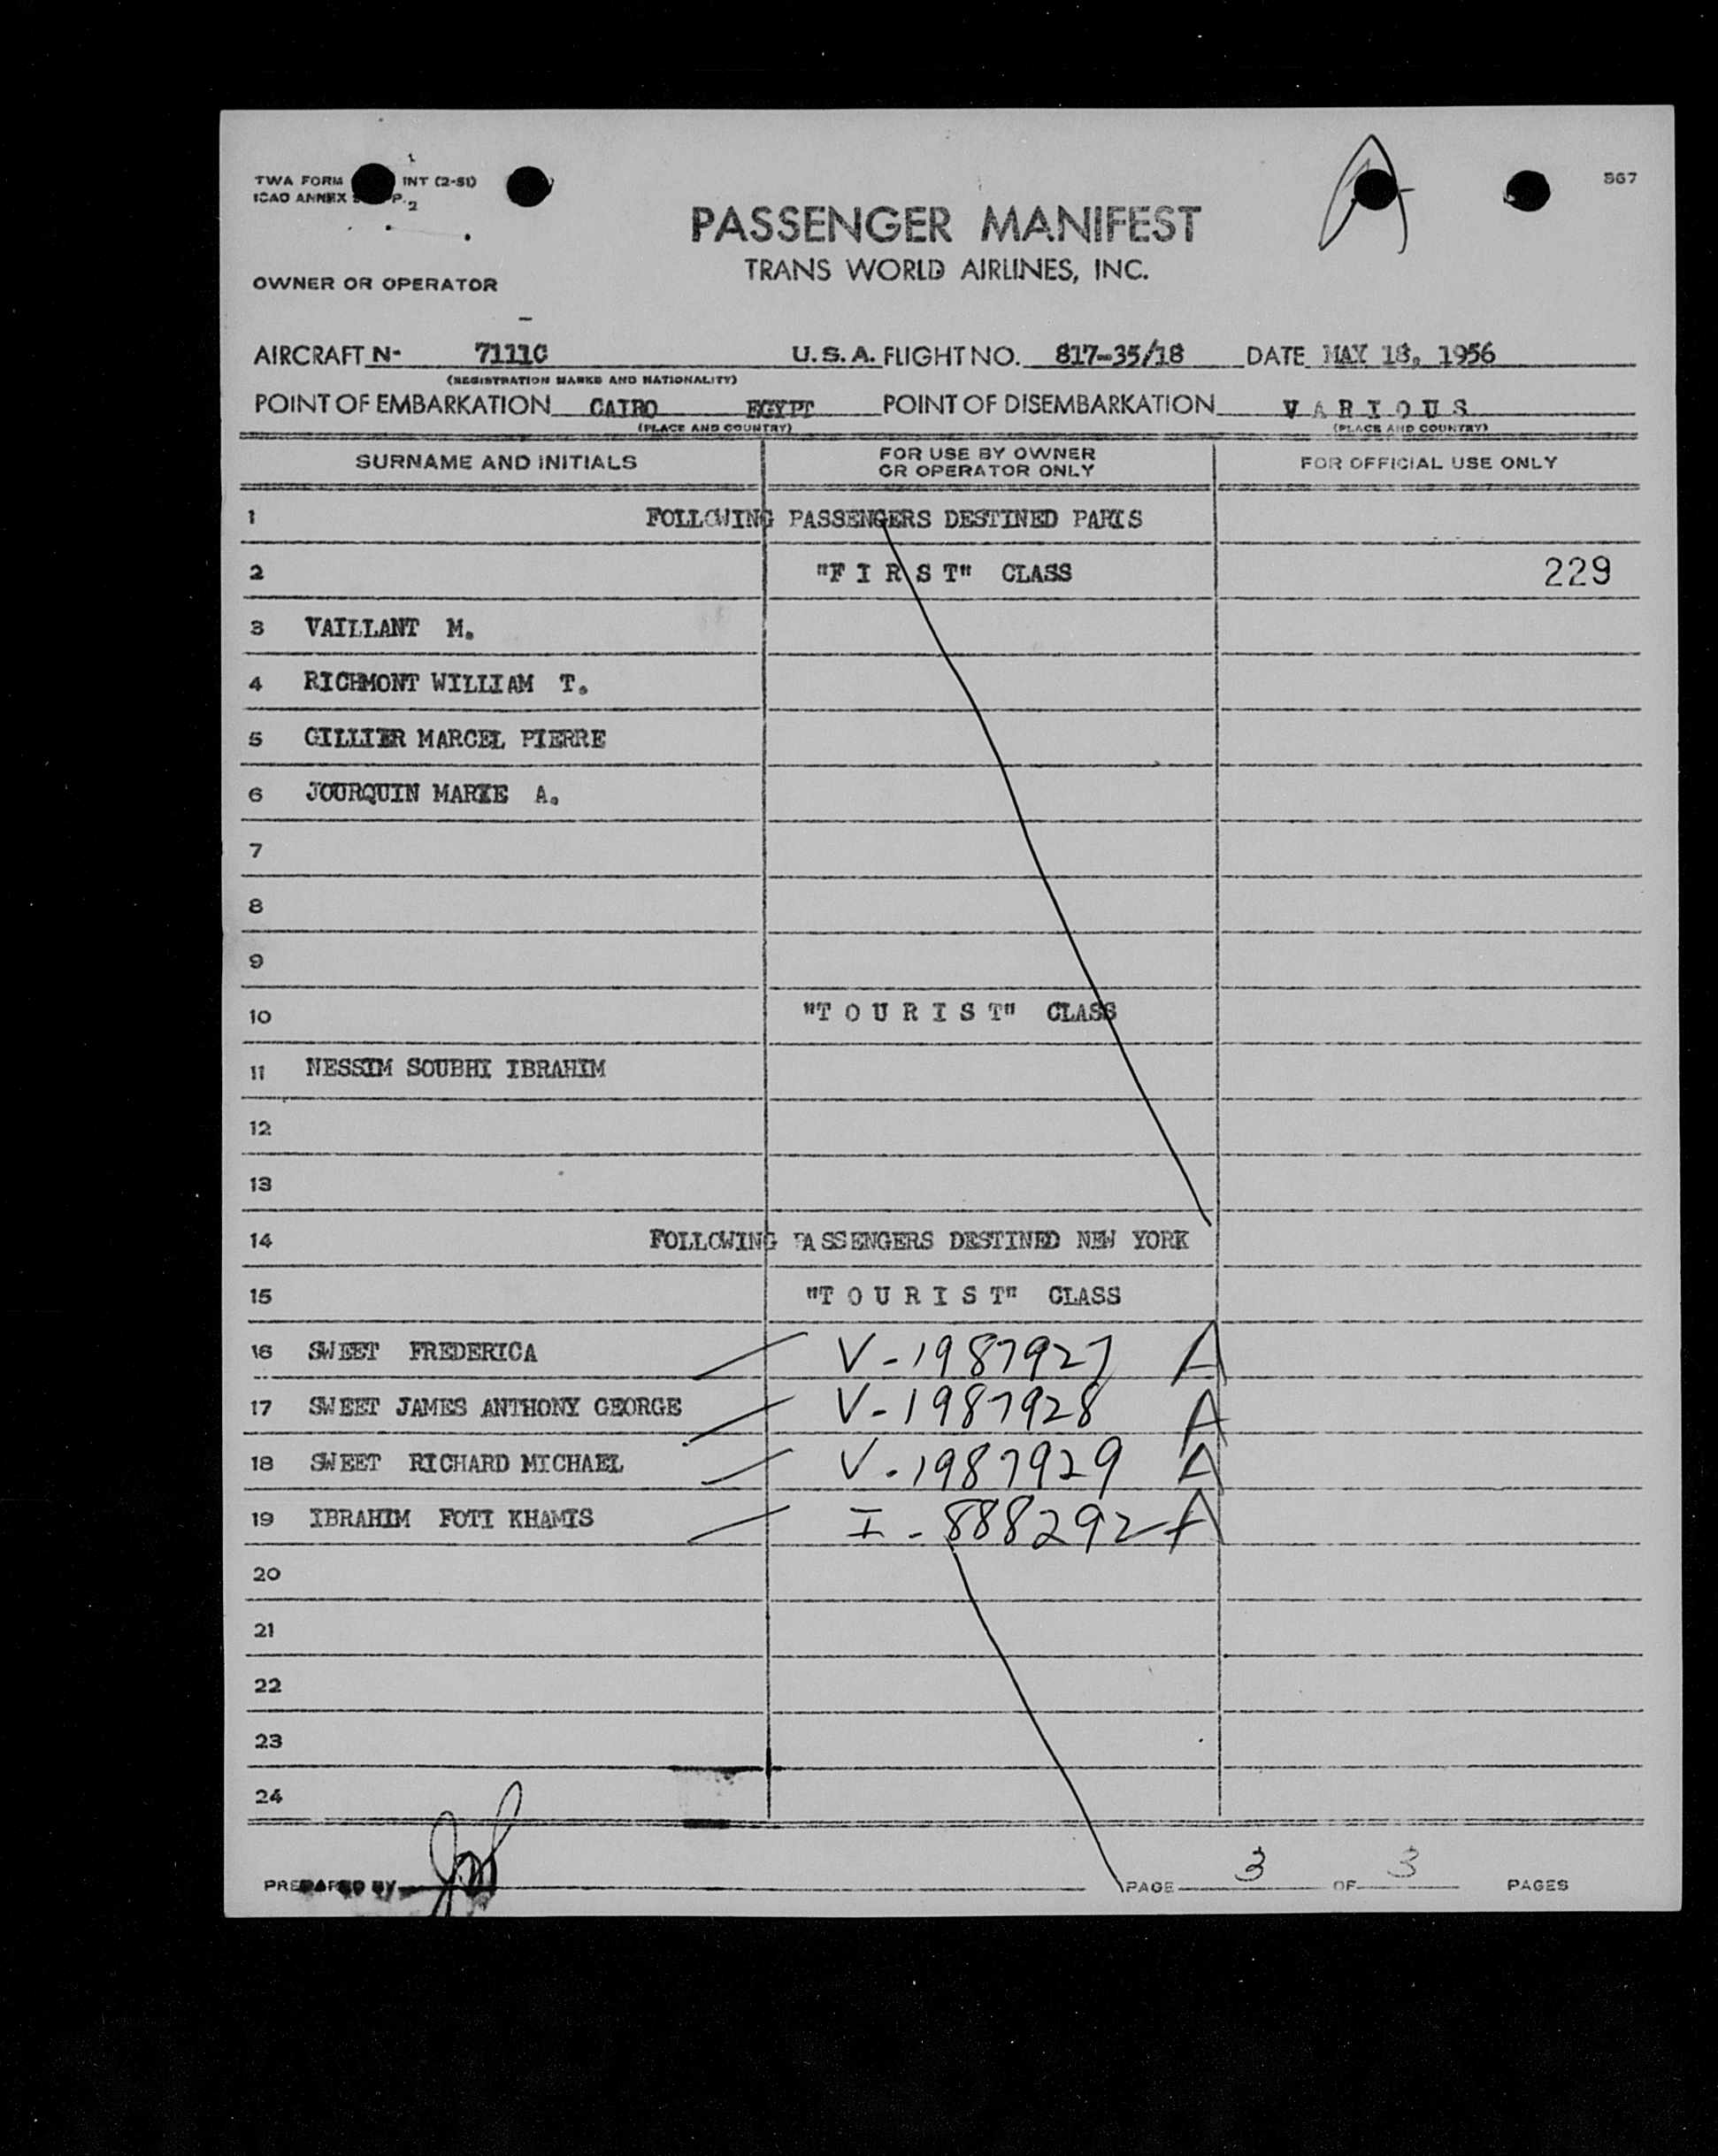 TWA FORM INT (2-51)
ICAO ANNEX P. 2
567
PASSENGER MANIFEST
TRANS WORLD AIRLINES, INC.
OWNER OR OPERATOR
AIRCRAFT N- 7111C U.S.A. FLIGHT NO. 817-35/18 DATE MAY 18, 1956
(REGISTRATION MARKS AND NATIONALITY)
POINT OF EMBARKATION CAIRO EGYPT POINT OF DISEMBARKATION V A R I O U S
(PLACE AND COUNTRY) (PLACE AND COUNTRY)
SURNAME AND INITIALS FOR USE BY OWNER OR OPERATOR ONLY FOR OFFICIAL USE ONLY
1 FOLLOWING PASSENGERS DESTINED PARIS
2 "F I R S T" CLASS 229
3 VAILLANT M.
4 RICHMONT WILLIAM T.
5 GILLIER MARCEL PIERRE
6 JOURQUIN MARIE A.
7
8
9
10 "T O U R I S T" CLASS
11 NESSIM SOUBHI IBRAHIM
12
13
14 FOLLOWING PASSENGERS DESTINED NEW YORK
15 "T O U R I S T" CLASS
16 SWEET FREDERICA V-1987927 A
17 SWEET JAMES ANTHONY GEORGE V-1987928 A
18 SWEET RICHARD MICHAEL V-1987929 A
19 IBRAHIM FOTI KHAMIS I-888292 A
20
21
22
23
24
PREPARED BY PAGE 3 OF 3 PAGES